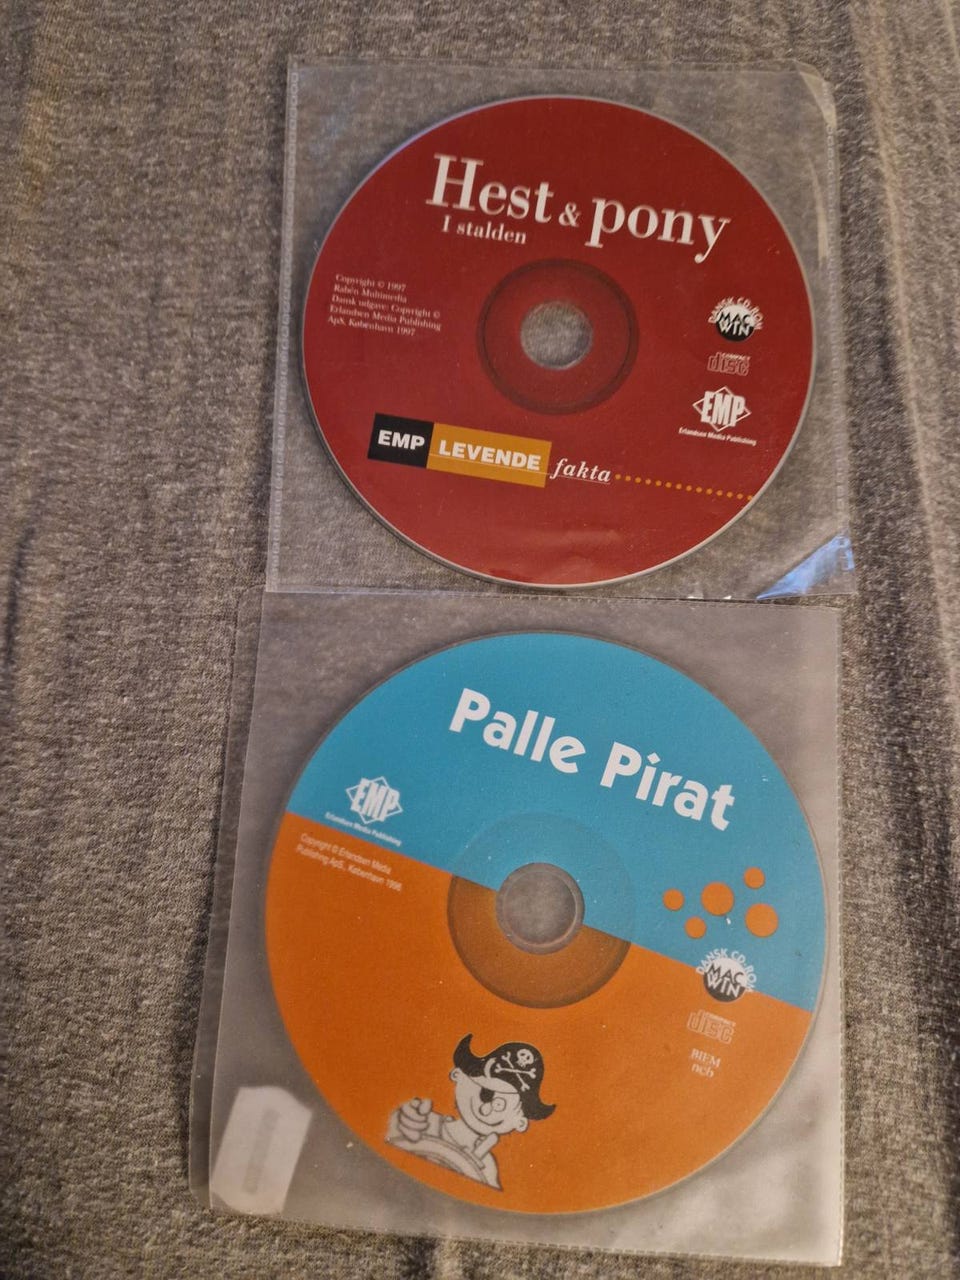 Hest & pony
I stalden
Copyright © 1997
Rabén Multimedia
Dansk udgave: Copyright ©
Erlandsen Media Publishing
ApS, København 1997
DANSK CD-ROM
MAC
WIN
COMPACT
disc
EMP
Erlandsen Media Publishing
EMP LEVENDE fakta
Palle Pirat
EMP
Erlandsen Media Publishing
Copyright © Erlandsen Media
Publishing ApS., København 1996
DANSK CD-ROM
MAC
WIN
COMPACT
disc
BIEM
ncb